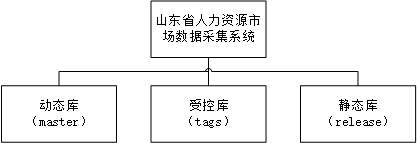 山东省人力资源市
场数据采集系统
动态库
（master）
受控库
（tags）
静态库
（release）